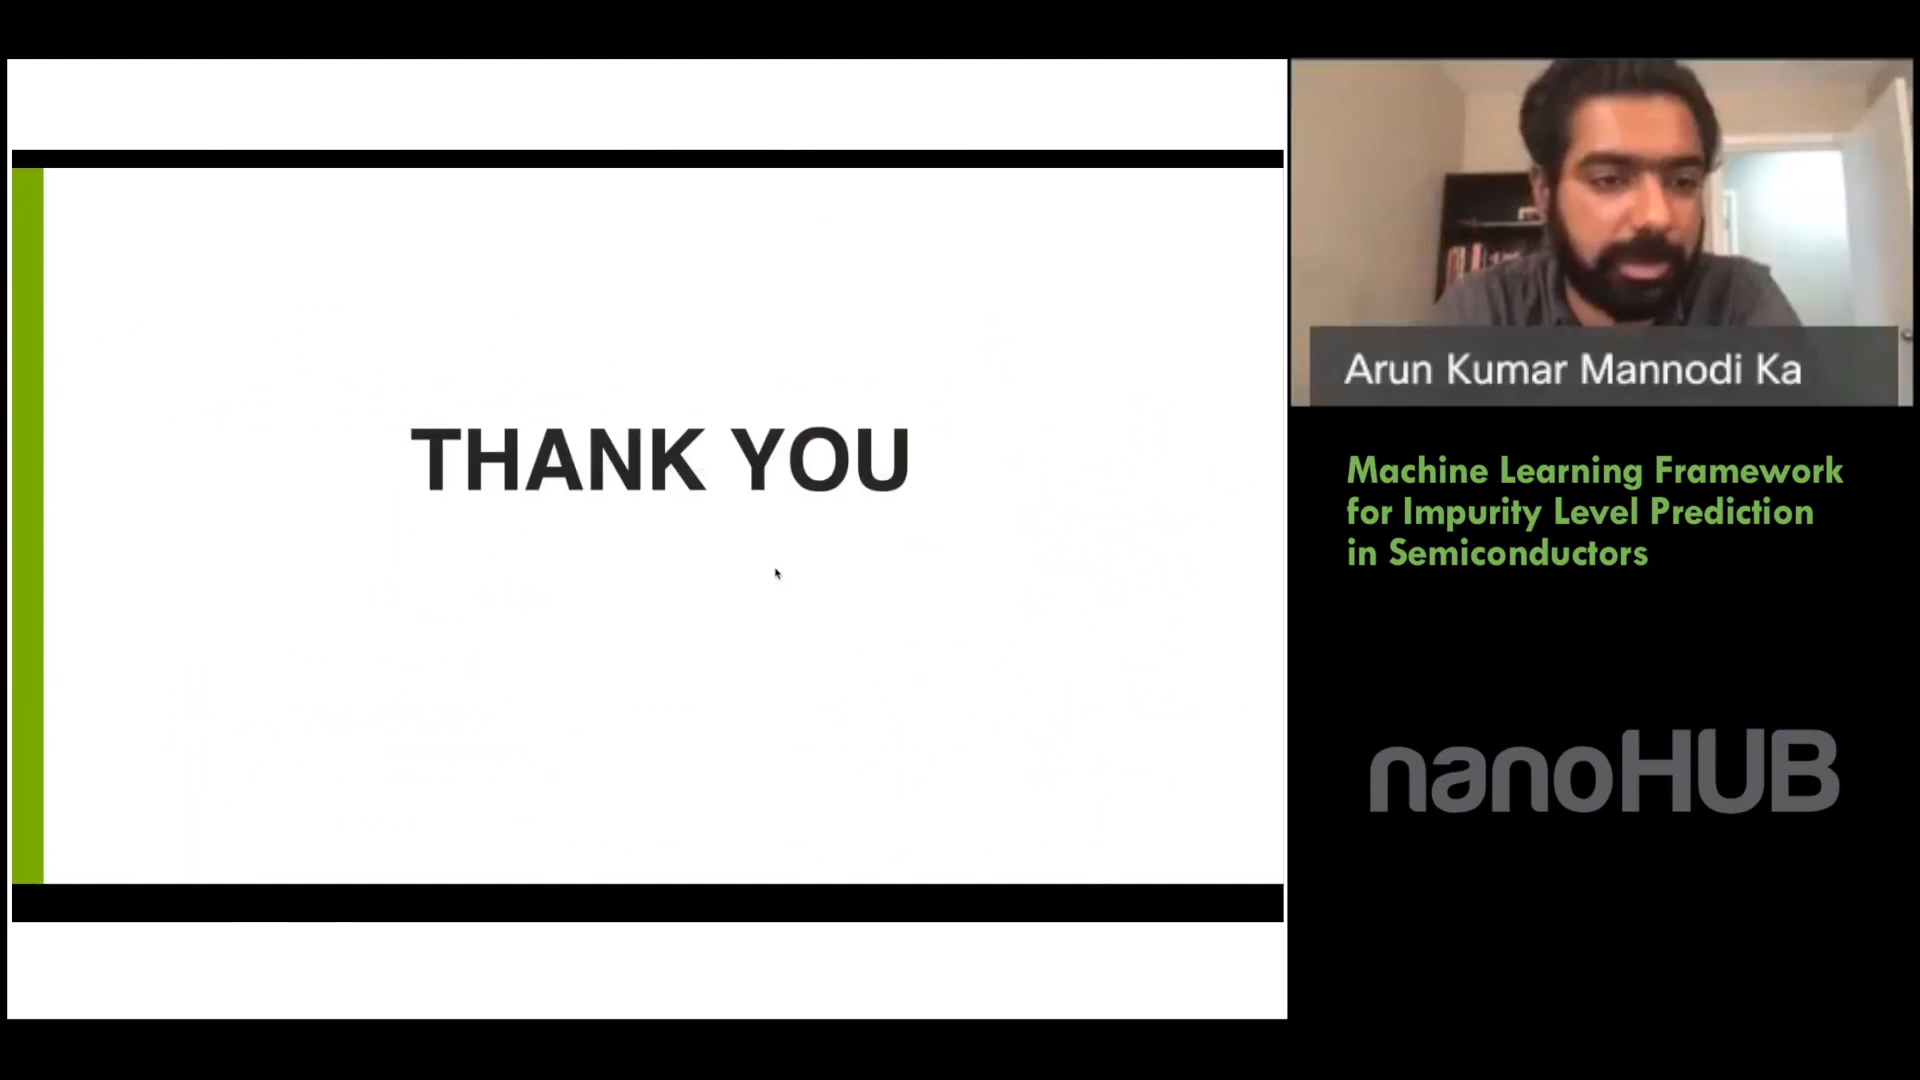 THANK YOU
Arun Kumar Mannodi Ka
Machine Learning Framework
for Impurity Level Prediction
in Semiconductors
nanoHUB